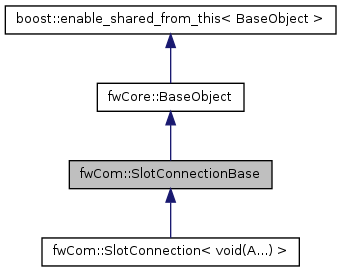 boost::enable_shared_from_this< BaseObject >
fwCore::BaseObject
fwCom::SlotConnectionBase
fwCom::SlotConnection< void(A...) >